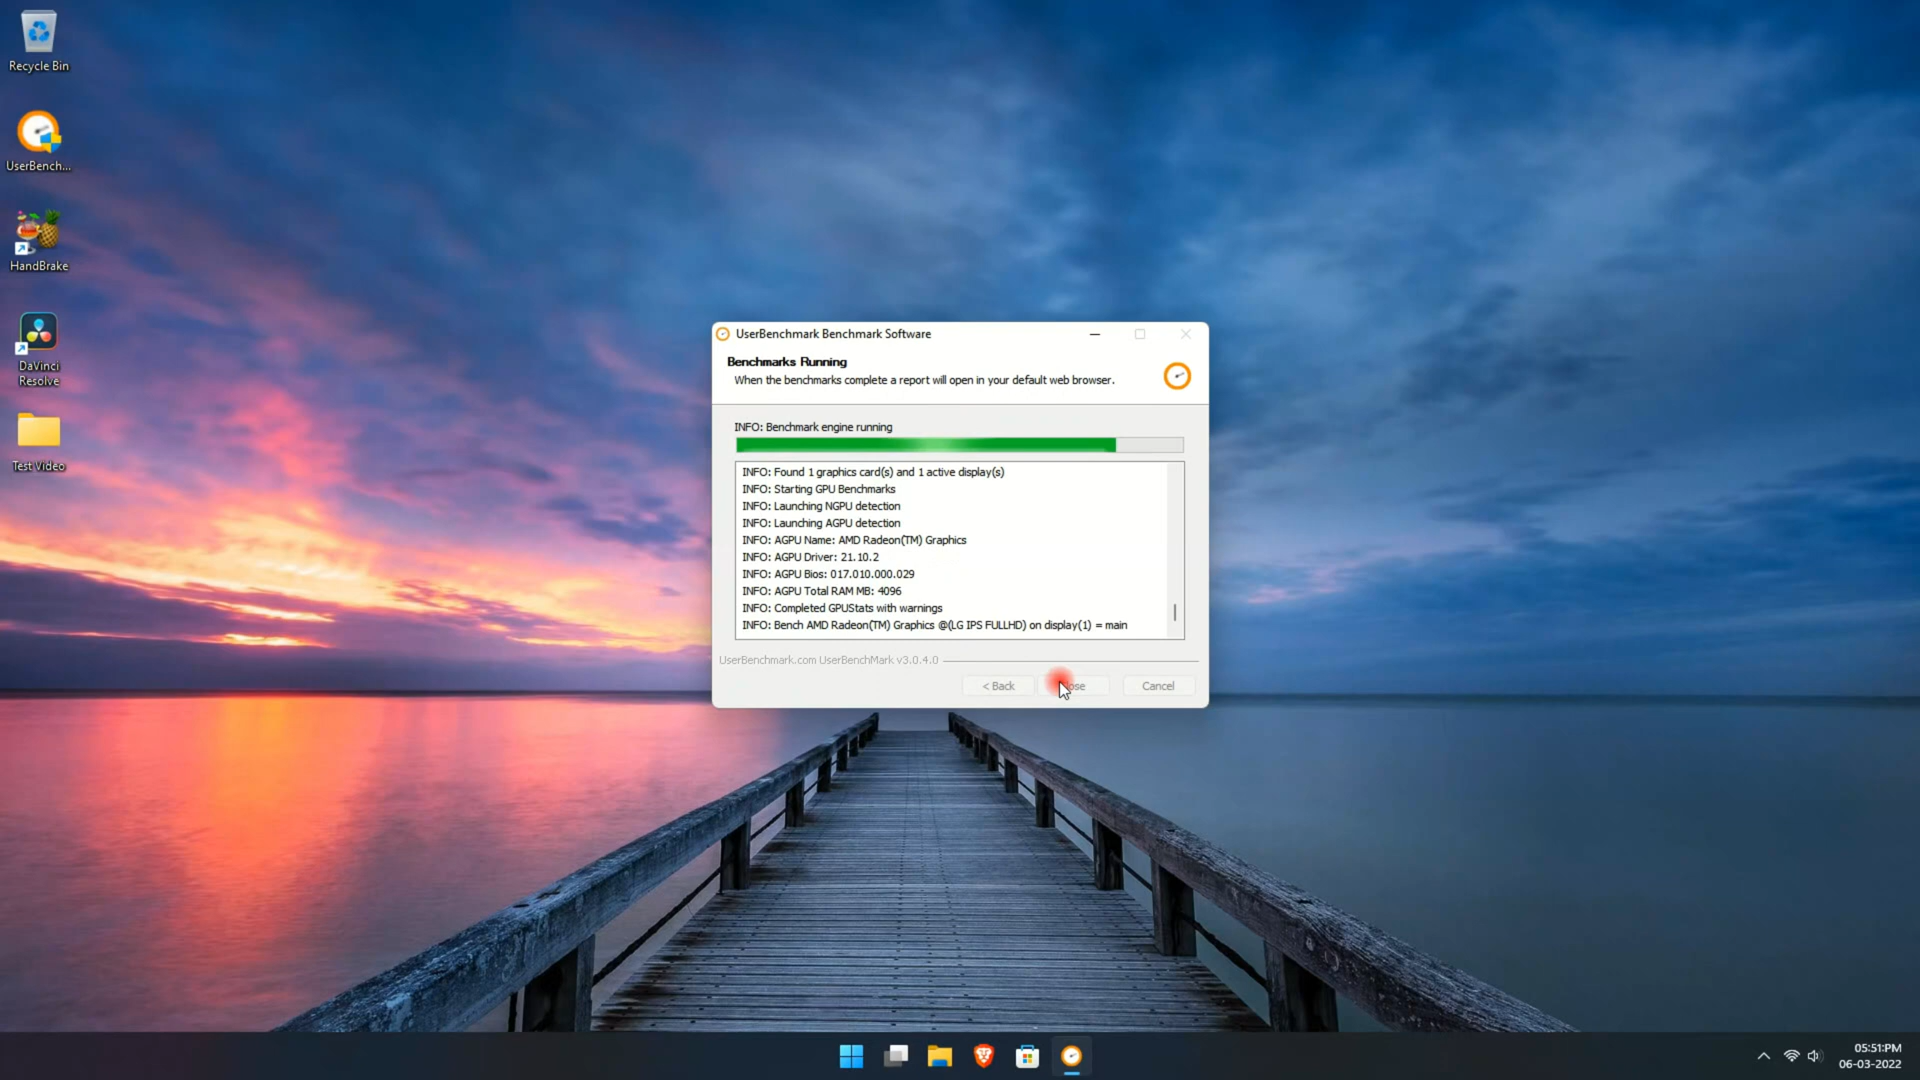 Recycle Bin
UserBench...
HandBrake
DaVinci
Resolve
Test Video
UserBenchmark Benchmark Software
Benchmarks Running
When the benchmarks complete a report will open in your default web browser.
INFO: Benchmark engine running
INFO: Found 1 graphics card(s) and 1 active display(s)
INFO: Starting GPU Benchmarks
INFO: Launching NGPU detection
INFO: Launching AGPU detection
INFO: AGPU Name: AMD Radeon(TM) Graphics
INFO: AGPU Driver: 21.10.2
INFO: AGPU Bios: 017.010.000.029
INFO: AGPU Total RAM MB: 4096
INFO: Completed GPUStats with warnings
INFO: Bench AMD Radeon(TM) Graphics @(LG IPS FULLHD) on display(1) = main
UserBenchmark.com UserBenchMark v3.0.4.0
< Back
Cancel
05:51:PM
06-03-2022